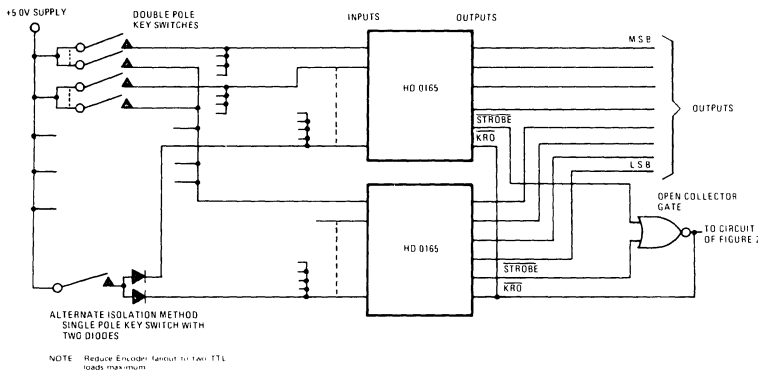 +5 0V SUPPLY
DOUBLE POLE
KEY SWITCHES
INPUTS
OUTPUTS
HD 0165
MSB
OUTPUTS
STROBE
KRO
LSB
HD 0165
OPEN COLLECTOR
GATE
TO CIRCUIT
OF FIGURE 2
STROBE
KRO
ALTERNATE ISOLATION METHOD
SINGLE POLE KEY SWITCH WITH
TWO DIODES
NOTE Reduce Encoder fanout to two TTL
loads maximum